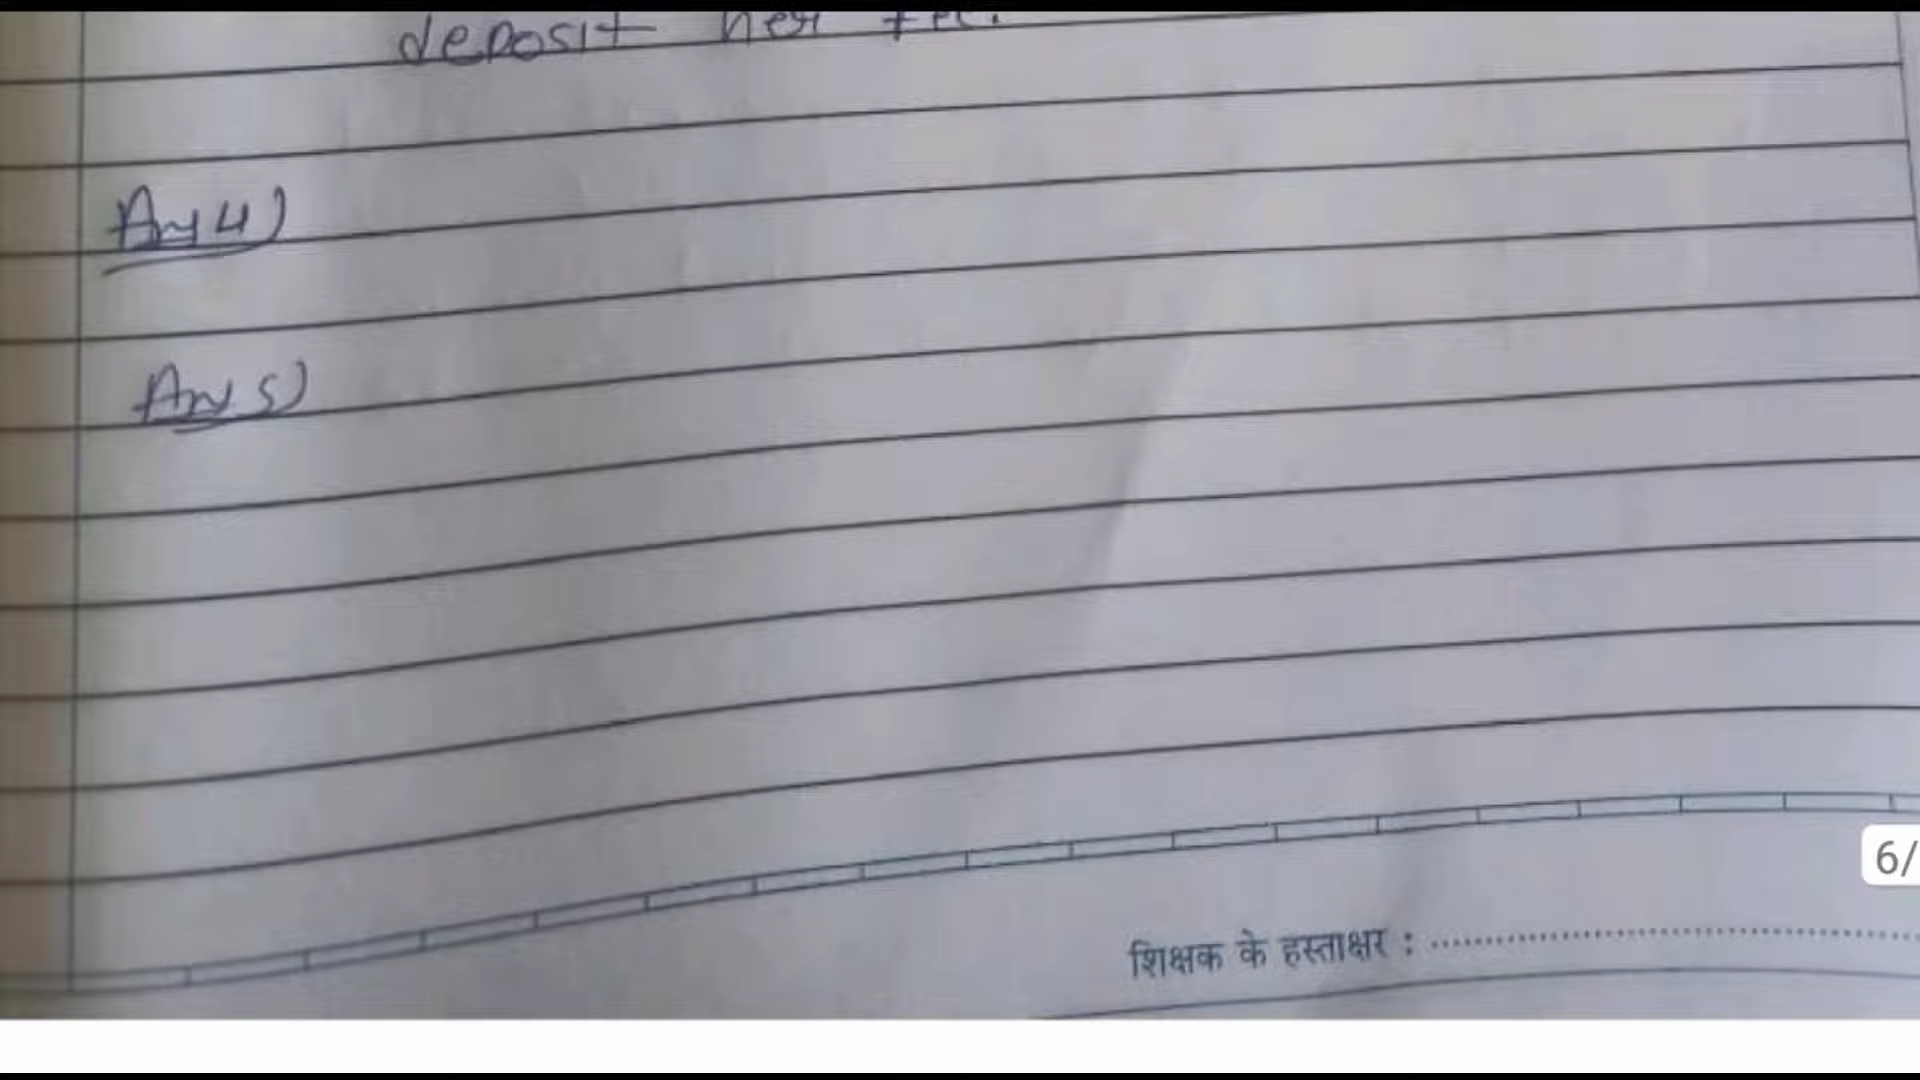 deposit her fee.
Ans 4)
Ans 5)
6/
शिक्षक के हस्ताक्षर : ........................